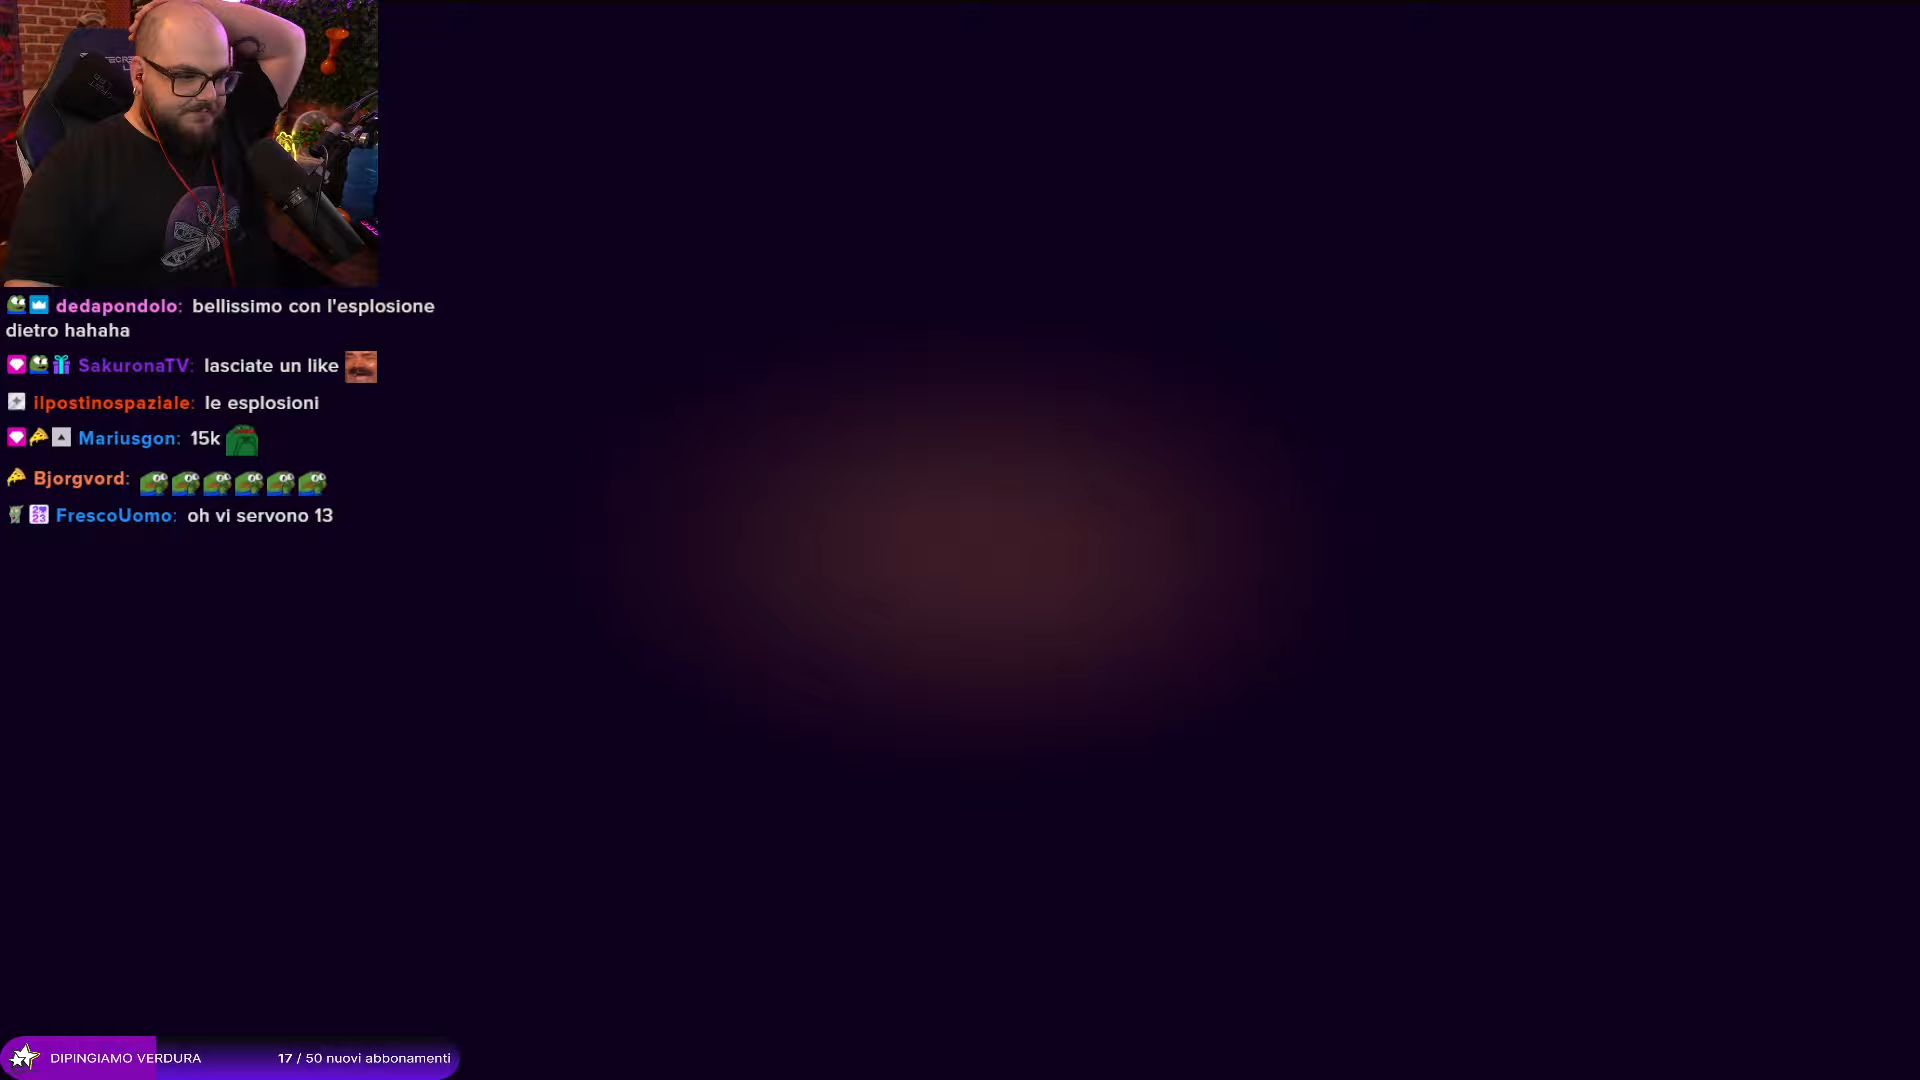 dedapondolo: bellissimo con l'esplosione
dietro hahaha
SakuronaTV: lasciate un like
ilpostinospaziale: le esplosioni
Mariusgon: 15k
Bjorgvord:
FrescoUomo: oh vi servono 13
DIPINGIAMO VERDURA 17 / 50 nuovi abbonamenti